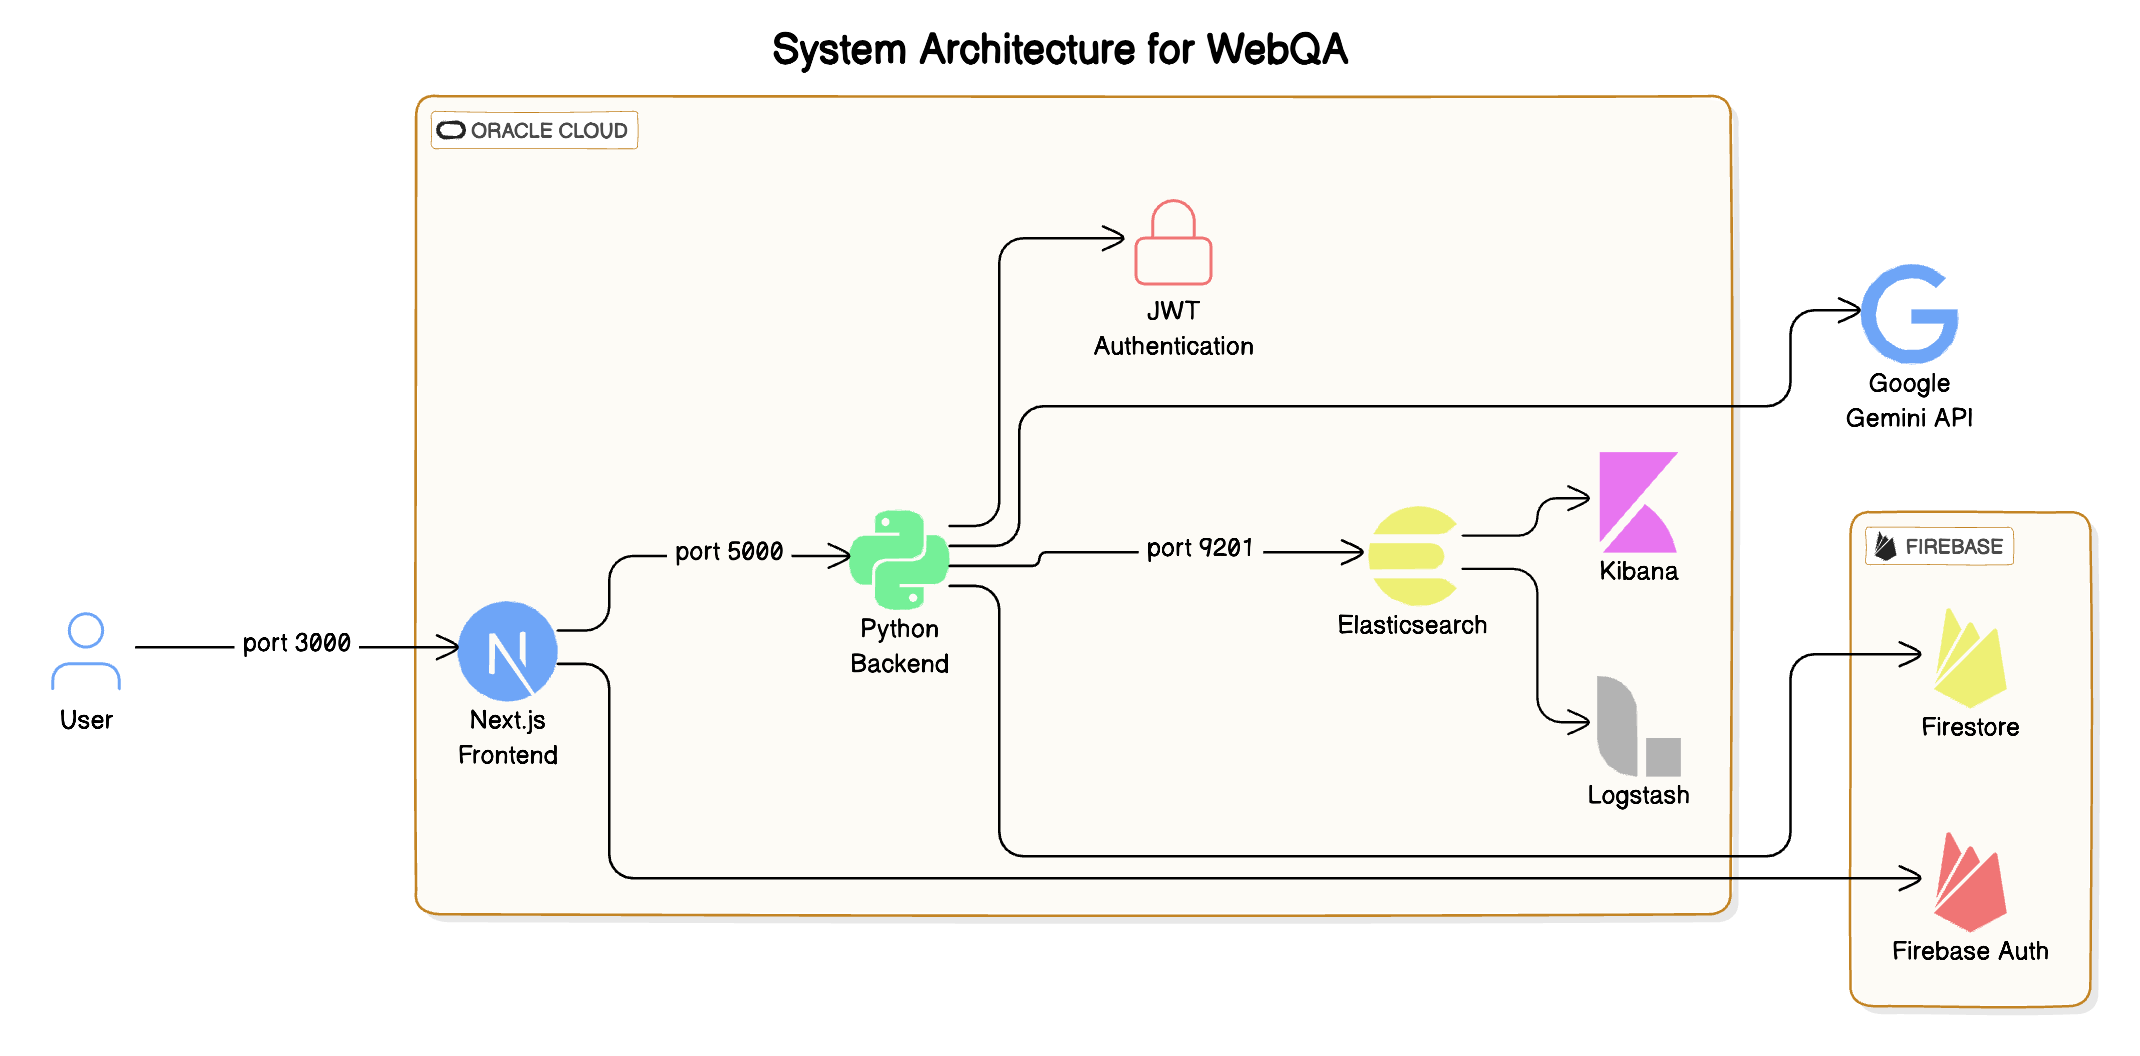 System Architecture for WebQA
ORACLE CLOUD
JWT
Authentication
Google
Gemini API
port 5000
port 9201
Kibana
FIREBASE
Python
Backend
Elasticsearch
port 3000
User
Next.js
Frontend
Firestore
Logstash
Firebase Auth